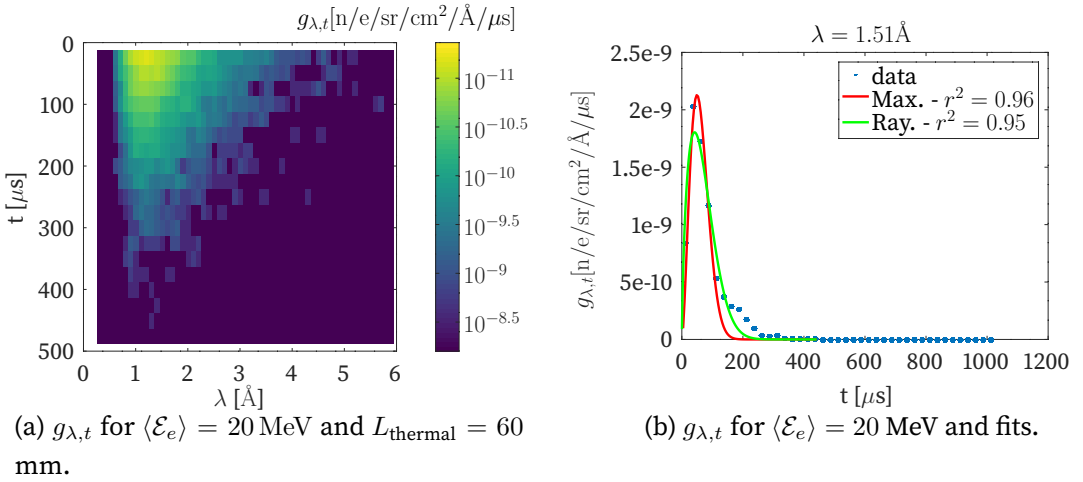 g_{λ,t}[n/e/sr/cm²/Å/μs]
0
100
200
300
400
500
t [μs]
0 1 2 3 4 5 6
λ [Å]
10^{-11}
10^{-10.5}
10^{-10}
10^{-9.5}
10^{-9}
10^{-8.5}
(a) g_{λ,t} for ⟨ℰ_e⟩ = 20 MeV and L_{thermal} = 60
mm.
λ = 1.51Å
2.5e-9
2e-9
1.5e-9
1e-9
5e-10
0
g_{λ,t}[n/e/sr/cm²/Å/μs]
data
Max. - r² = 0.96
Ray. - r² = 0.95
0 200 400 600 800 1000 1200
t [μs]
(b) g_{λ,t} for ⟨ℰ_e⟩ = 20 MeV and fits.